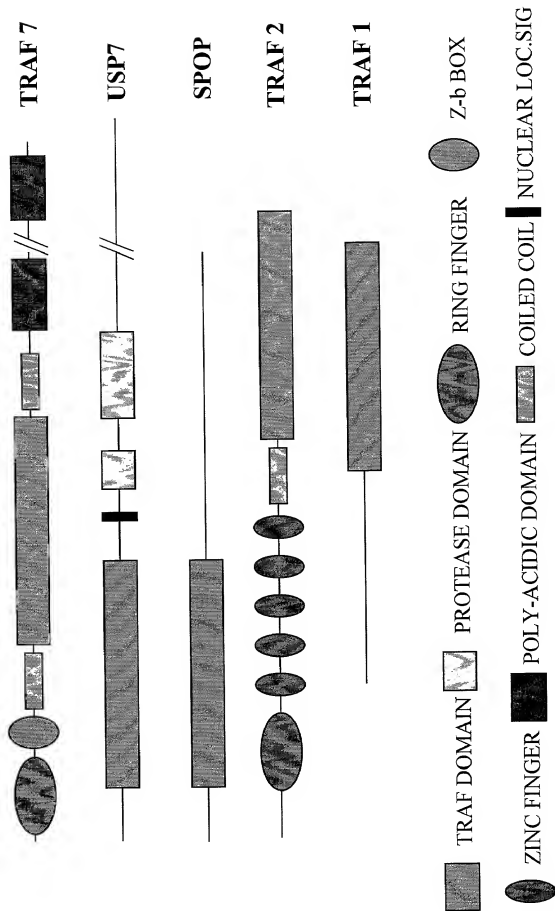 TRAF 7
USP7
SPOP
TRAF 2
TRAF 1
TRAF DOMAIN PROTEASE DOMAIN RING FINGER Z-b BOX
ZINC FINGER POLY-ACIDIC DOMAIN COILED COIL NUCLEAR LOC.SIG